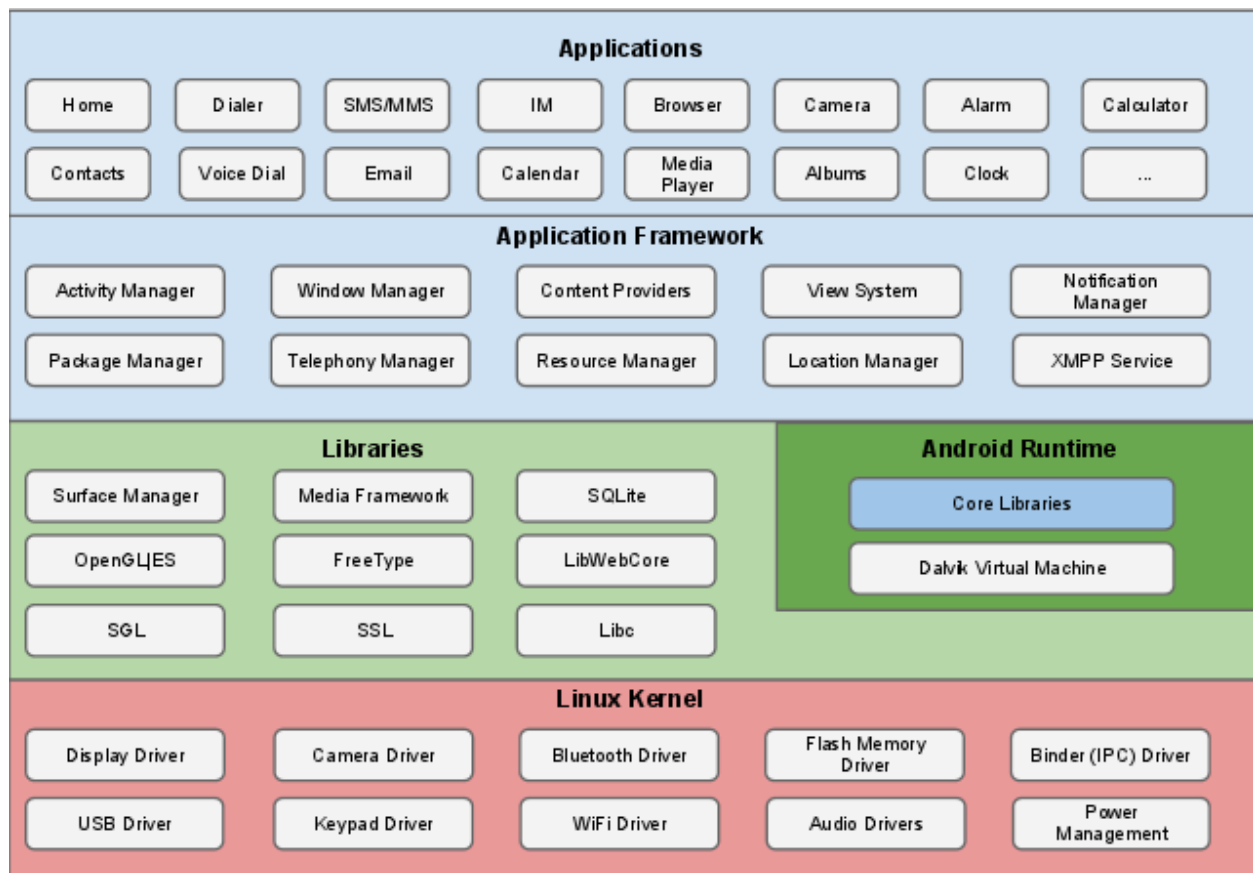 Applications
Home
Dialer
SMS/MMS
IM
Browser
Camera
Alarm
Calculator
Contacts
Voice Dial
Email
Calendar
Media
Player
Albums
Clock
...
Application Framework
Activity Manager
Window Manager
Content Providers
View System
Notification
Manager
Package Manager
Telephony Manager
Resource Manager
Location Manager
XMPP Service
Libraries
Surface Manager
Media Framework
SQLite
OpenGL|ES
FreeType
LibWebCore
SGL
SSL
Libc
Android Runtime
Core Libraries
Dalvik Virtual Machine
Linux Kernel
Display Driver
Camera Driver
Bluetooth Driver
Flash Memory
Driver
Binder (IPC) Driver
USB Driver
Keypad Driver
WiFi Driver
Audio Drivers
Power
Management